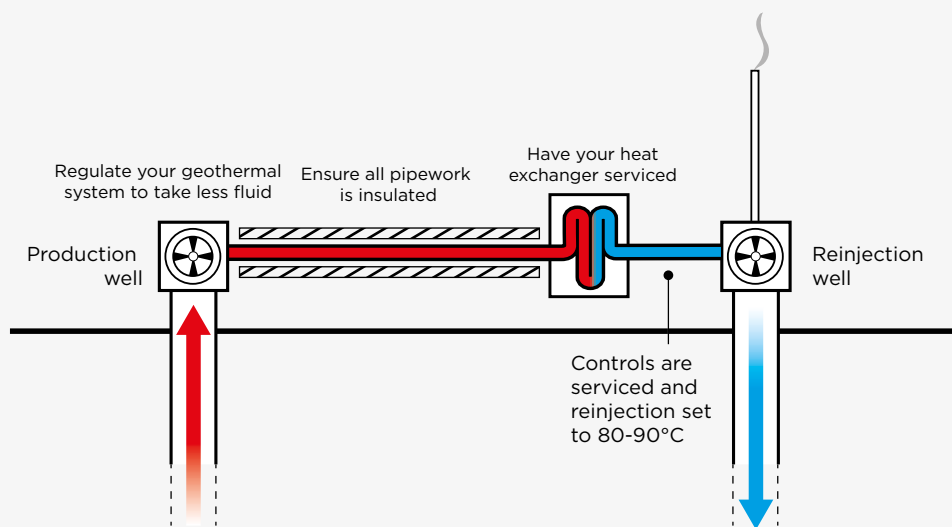 Regulate your geothermal
system to take less fluid
Ensure all pipework
is insulated
Have your heat
exchanger serviced
Production
well
Reinjection
well
Controls are
serviced and
reinjection set
to 80-90°C